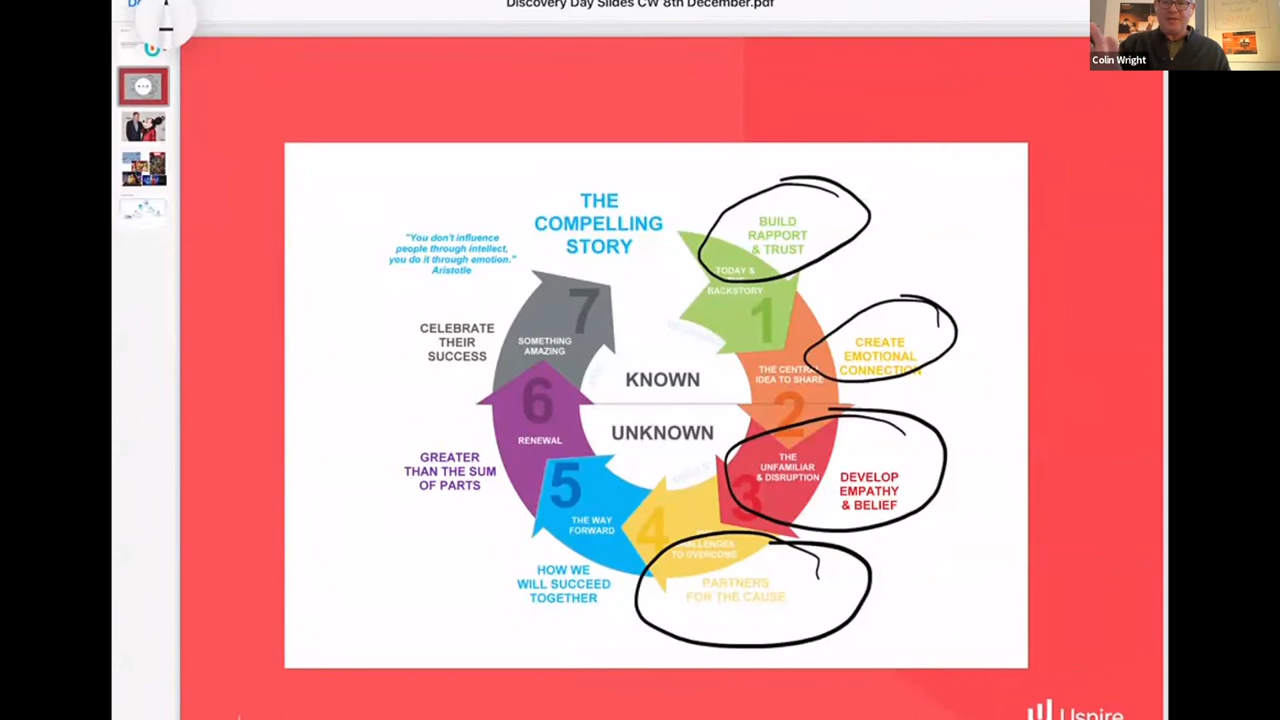 Discovery Day Slides CW 8th December.pdf
Colin Wright
THE
COMPELLING
STORY
"You don't influence
people through intellect,
you do it through emotion."
Aristotle
BUILD
RAPPORT
& TRUST
TODAY &
BACKSTORY
1
CREATE
EMOTIONAL
CONNECTION
THE CENTRAL
IDEA TO SHARE
2
THE
UNFAMILIAR
& DISRUPTION
3
DEVELOP
EMPATHY
& BELIEF
4
CHALLENGES
TO OVERCOME
PARTNERS
FOR THE CAUSE
5
THE WAY
FORWARD
HOW WE
WILL SUCCEED
TOGETHER
6
RENEWAL
GREATER
THAN THE SUM
OF PARTS
7
SOMETHING
AMAZING
CELEBRATE
THEIR
SUCCESS
KNOWN
UNKNOWN
Uspire